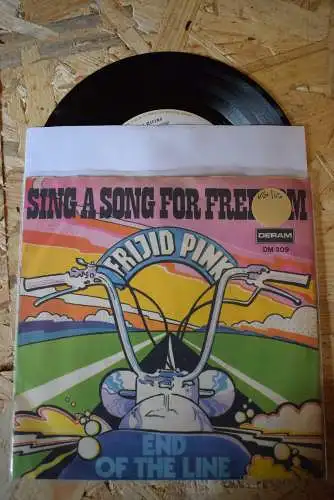 SING A SONG FOR FREEDOM
DERAM
DM 309
FRIJID PINK
END
OF THE LINE